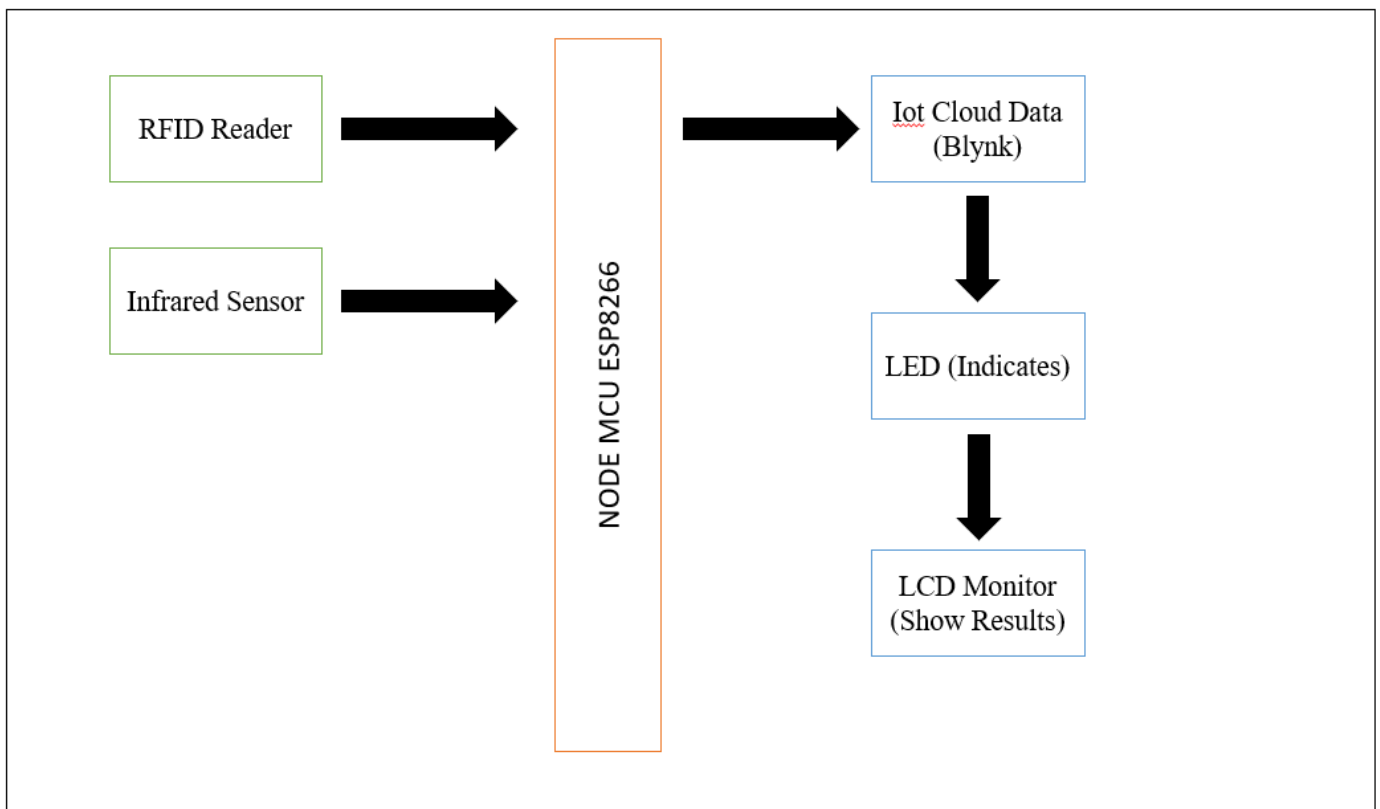 RFID Reader
Infrared Sensor
NODE MCU ESP8266
Iot Cloud Data
(Blynk)
LED (Indicates)
LCD Monitor
(Show Results)